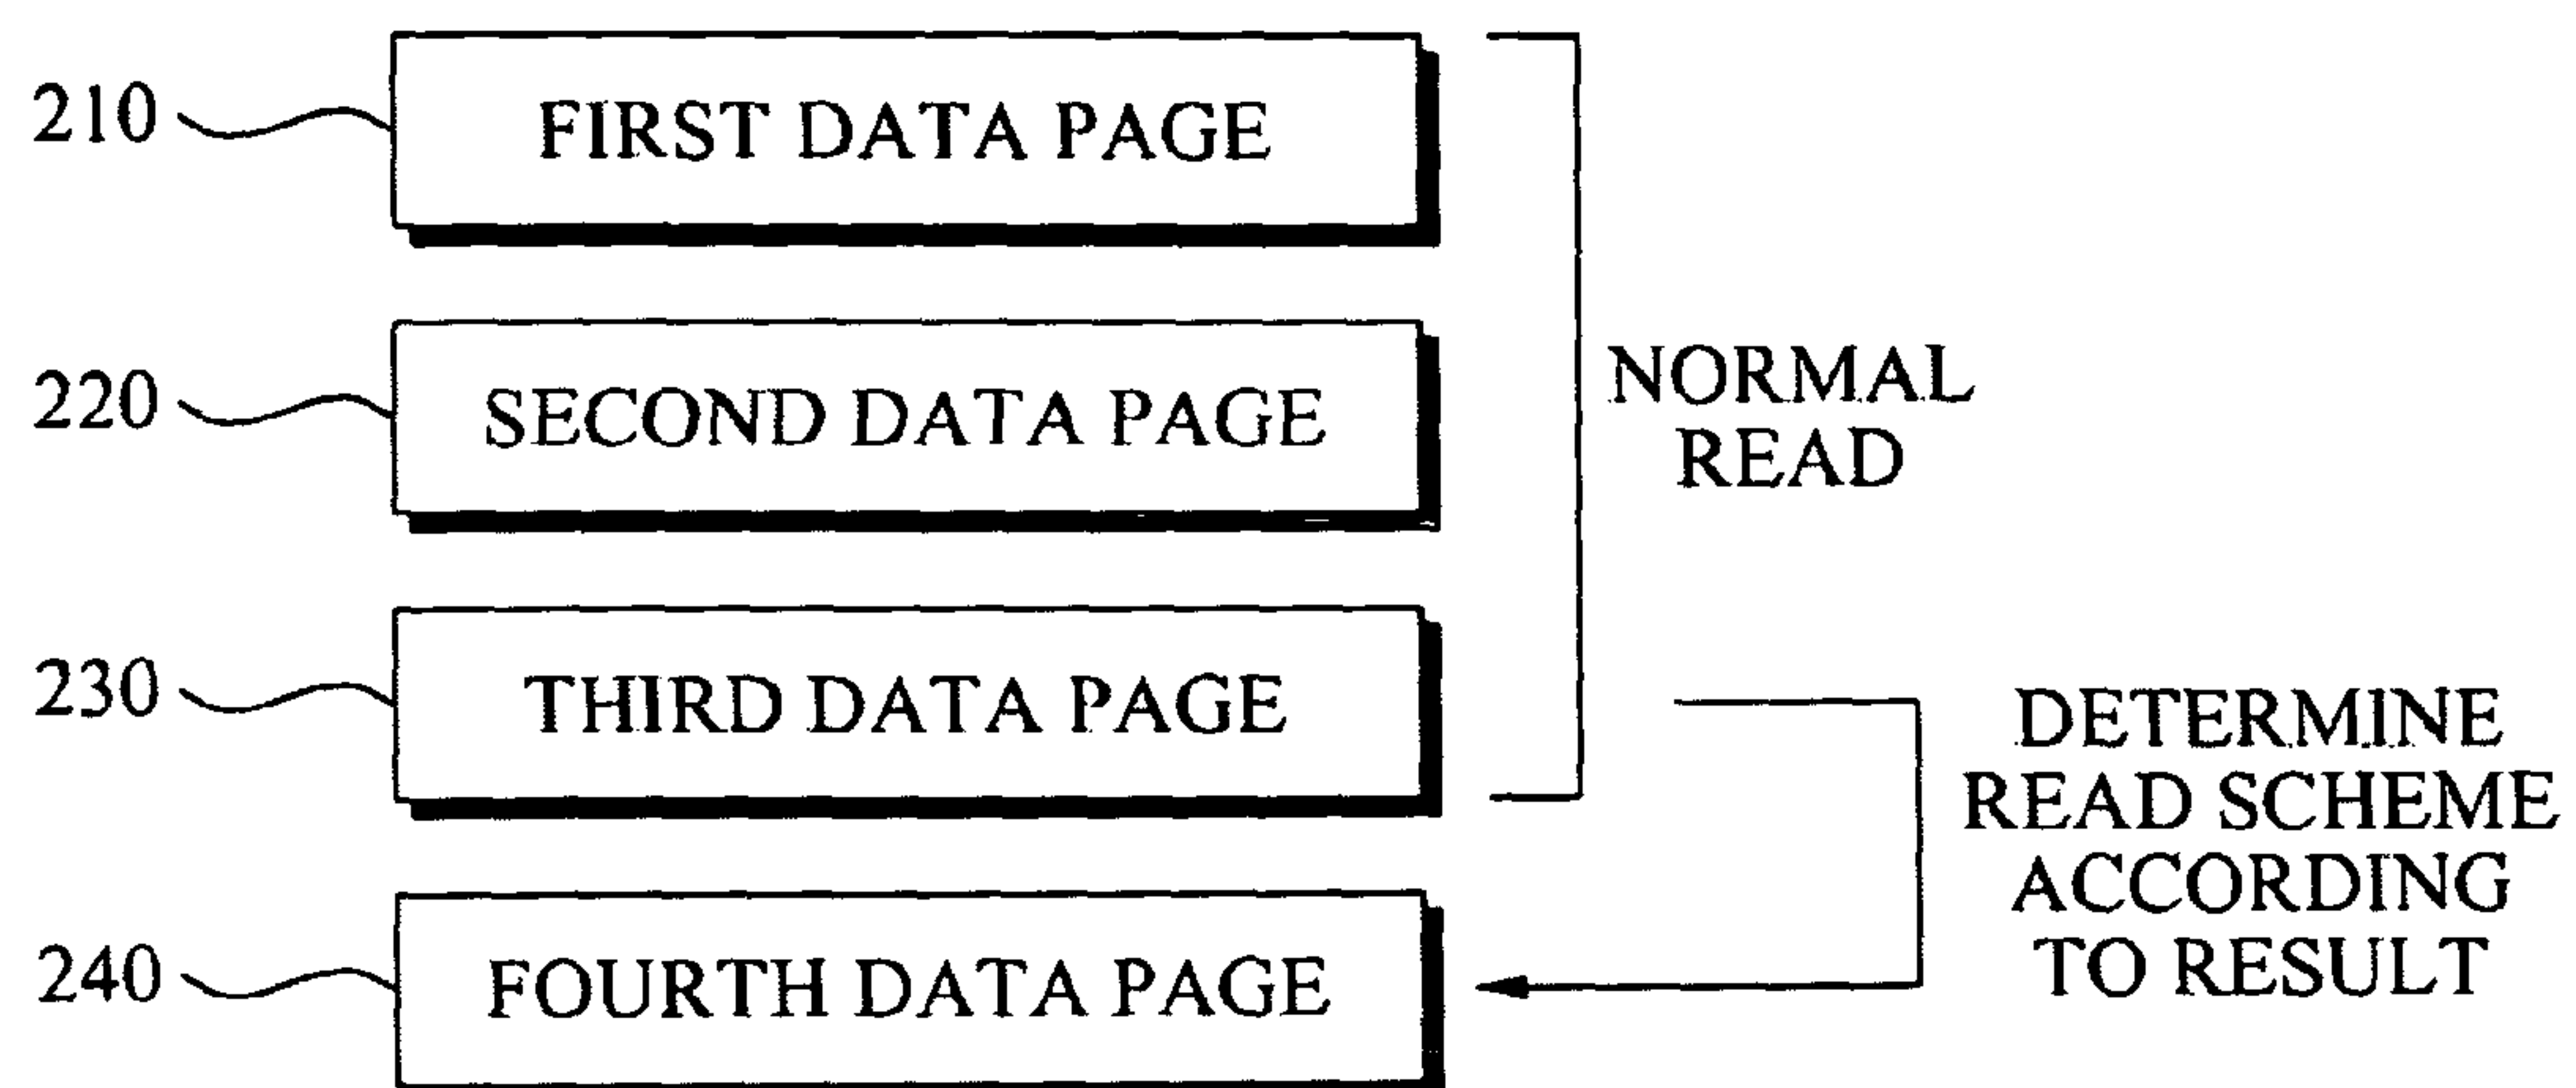 210
FIRST DATA PAGE
220
SECOND DATA PAGE
NORMAL
READ
230
THIRD DATA PAGE
DETERMINE
READ SCHEME
ACCORDING
TO RESULT
240
FOURTH DATA PAGE